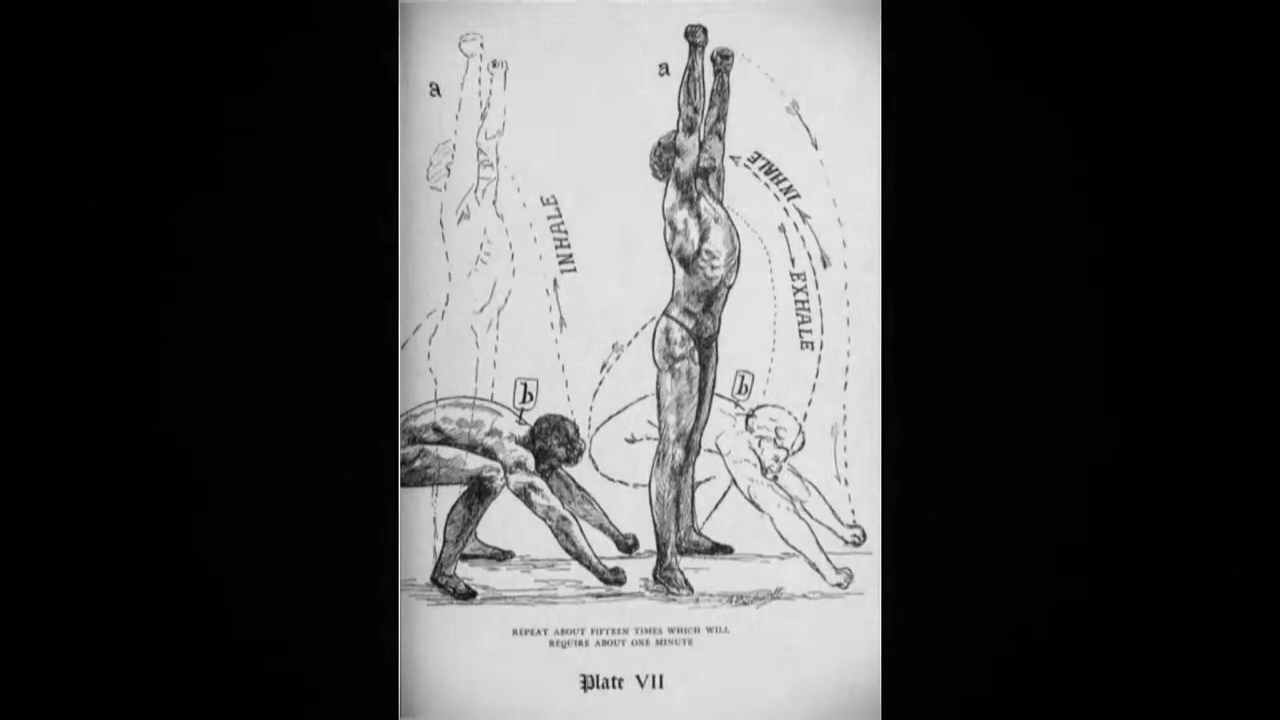 a
a
INHALE
INHALE
EXHALE
b
b
REPEAT ABOUT FIFTEEN TIMES WHICH WILL
REQUIRE ABOUT ONE MINUTE
Plate VII